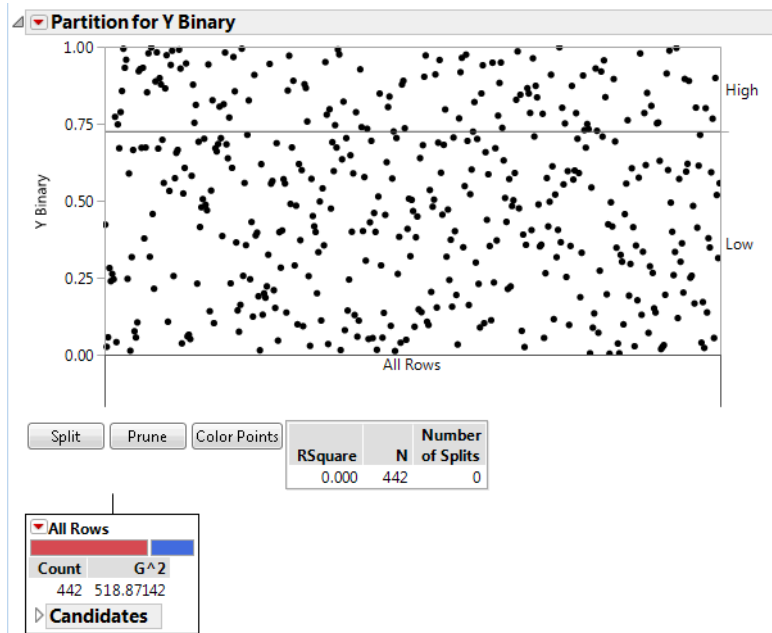 Partition for Y Binary
1.00
0.75
0.50
0.25
0.00
Y Binary
High
Low
All Rows
Split Prune Color Points
RSquare N Number of Splits
0.000 442 0
All Rows
Count G^2
442 518.87142
Candidates